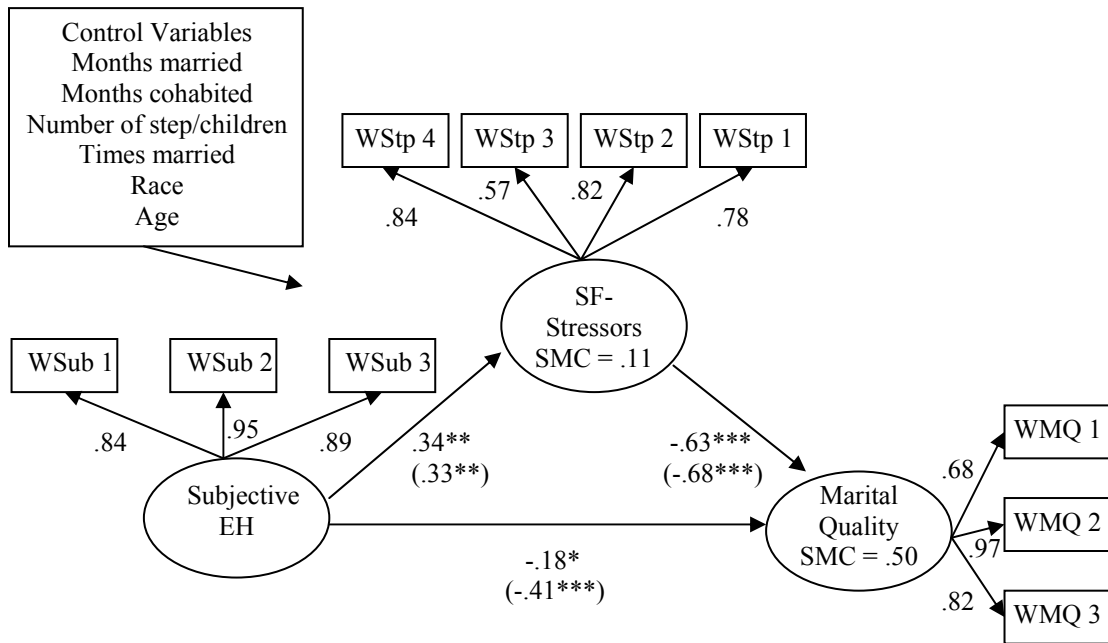 Control Variables
Months married
Months cohabited
Number of step/children
Times married
Race
Age
WStp 4
WStp 3
WStp 2
WStp 1
.84
.57
.82
.78
SF-
Stressors
SMC = .11
WSub 1
WSub 2
WSub 3
.84
.95
.89
.34**
(.33**)
-.63***
(-.68***)
Subjective
EH
-.18*
(-.41***)
Marital
Quality
SMC = .50
WMQ 1
.68
WMQ 2
.97
.82
WMQ 3